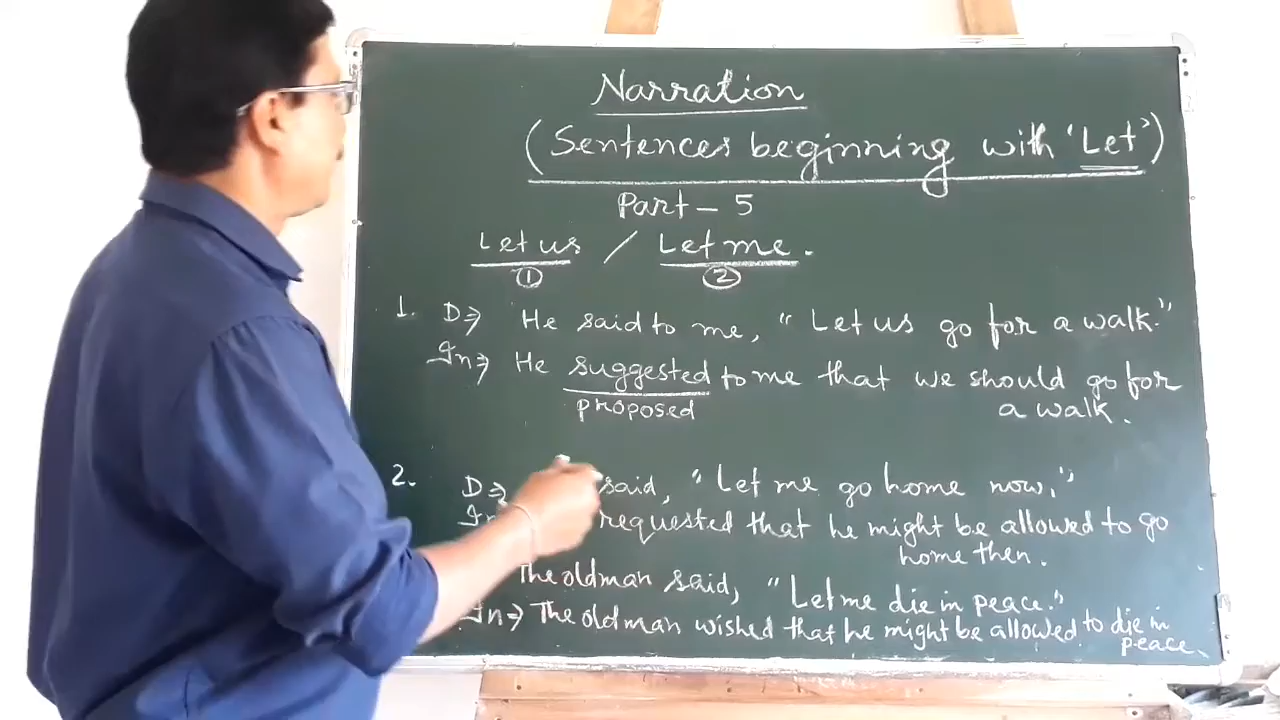 Narration
(Sentences beginning with 'Let')
Part - 5
Let us / Let me.
① ②
1. D⇒ He said to me, "Let us go for a walk."
In⇒ He suggested to me that we should go for
proposed a walk.
2. D⇒ said, "Let me go home now."
In requested that he might be allowed to go
home then.
The oldman said, "Let me die in peace."
In⇒ The old man wished that he might be allowed to die in
peace.